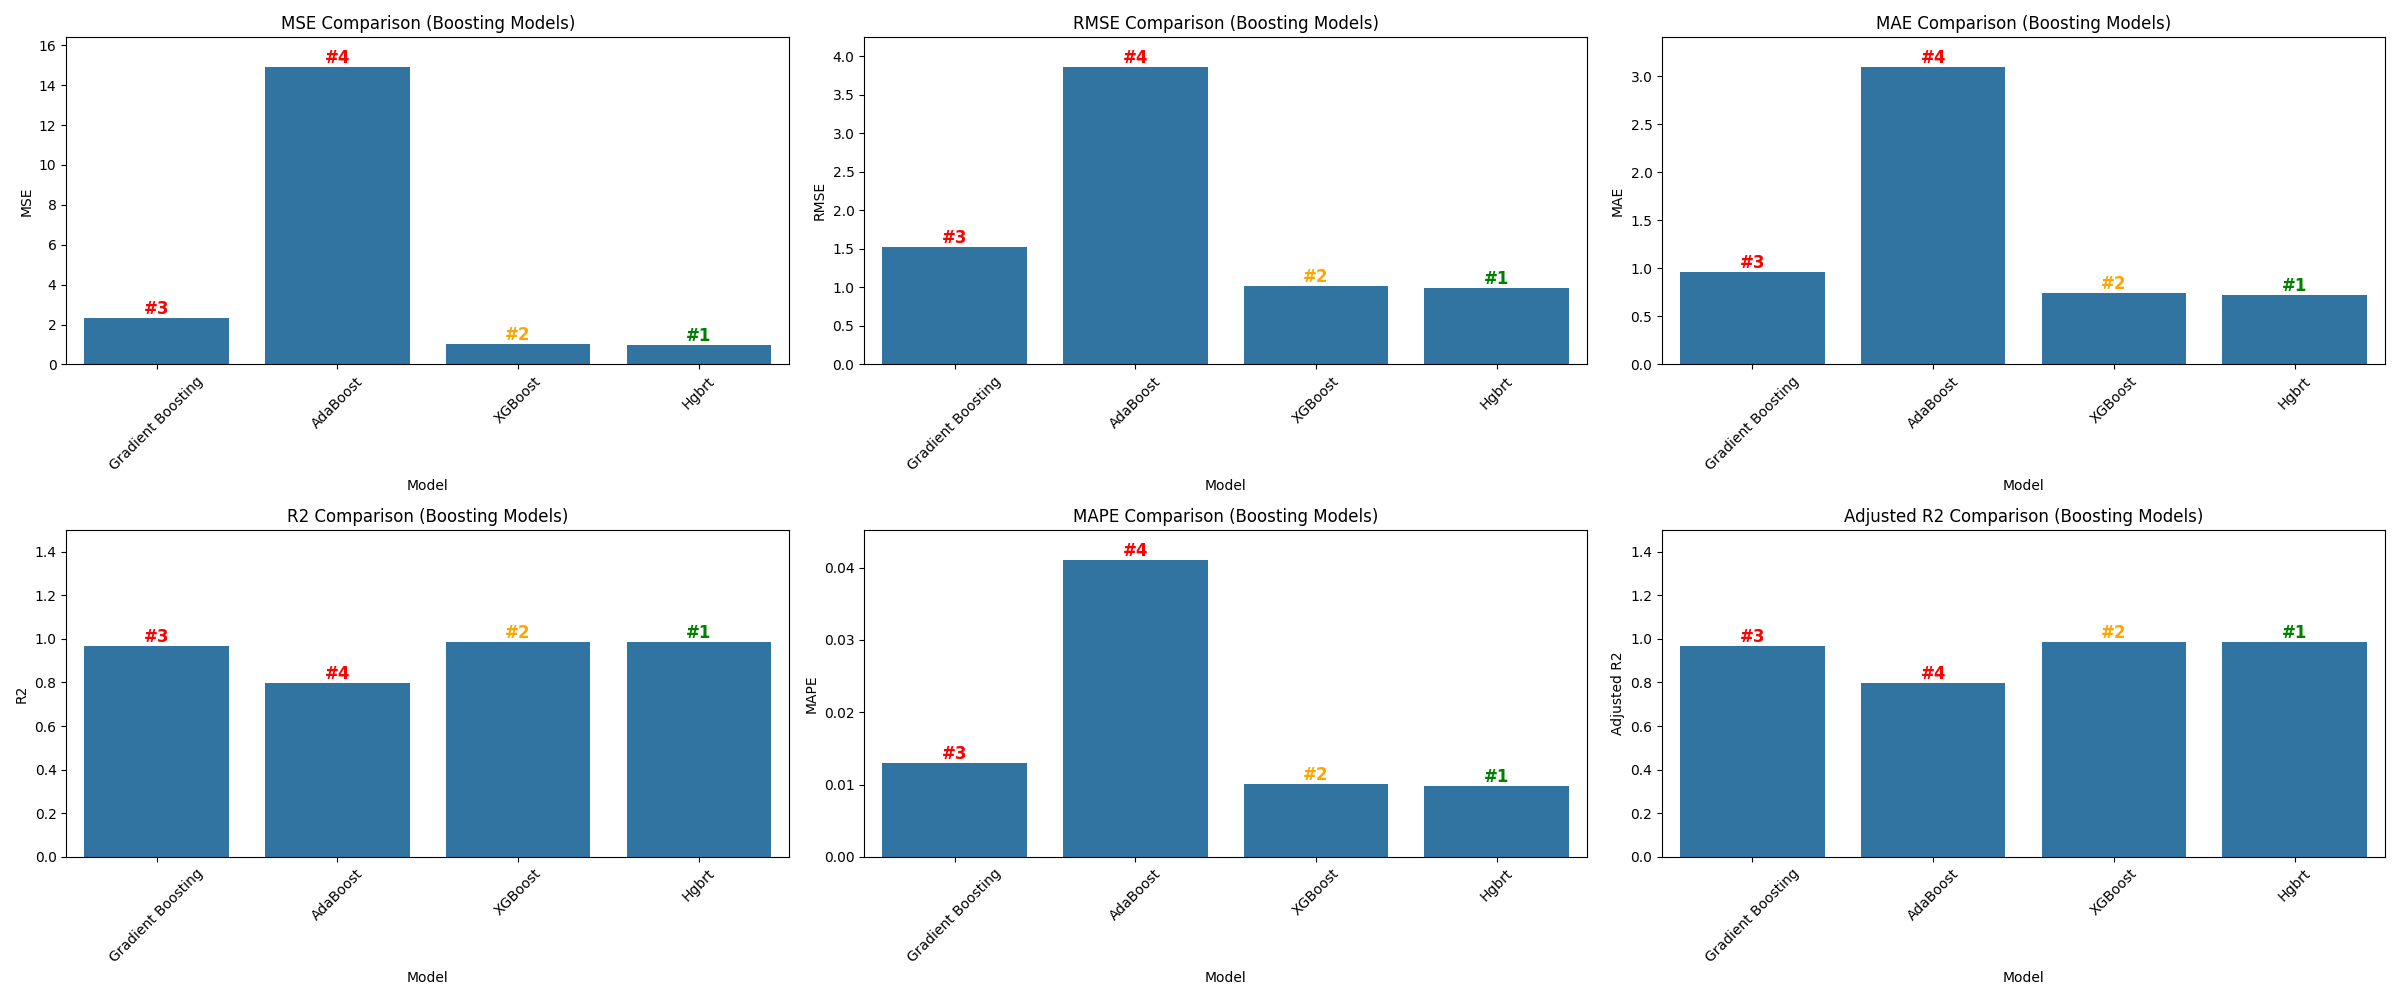 MSE Comparison (Boosting Models)
16
14
12
10
8
6
4
2
0
MSE
#3
#4
#2
#1
Gradient Boosting
AdaBoost
XGBoost
Hgbrt
Model
RMSE Comparison (Boosting Models)
4.0
3.5
3.0
2.5
2.0
1.5
1.0
0.5
0.0
RMSE
#3
#4
#2
#1
Gradient Boosting
AdaBoost
XGBoost
Hgbrt
Model
MAE Comparison (Boosting Models)
3.0
2.5
2.0
1.5
1.0
0.5
0.0
MAE
#3
#4
#2
#1
Gradient Boosting
AdaBoost
XGBoost
Hgbrt
Model
R2 Comparison (Boosting Models)
1.4
1.2
1.0
0.8
0.6
0.4
0.2
0.0
R2
#3
#4
#2
#1
Gradient Boosting
AdaBoost
XGBoost
Hgbrt
Model
MAPE Comparison (Boosting Models)
0.04
0.03
0.02
0.01
0.00
MAPE
#3
#4
#2
#1
Gradient Boosting
AdaBoost
XGBoost
Hgbrt
Model
Adjusted R2 Comparison (Boosting Models)
1.4
1.2
1.0
0.8
0.6
0.4
0.2
0.0
Adjusted R2
#3
#4
#2
#1
Gradient Boosting
AdaBoost
XGBoost
Hgbrt
Model